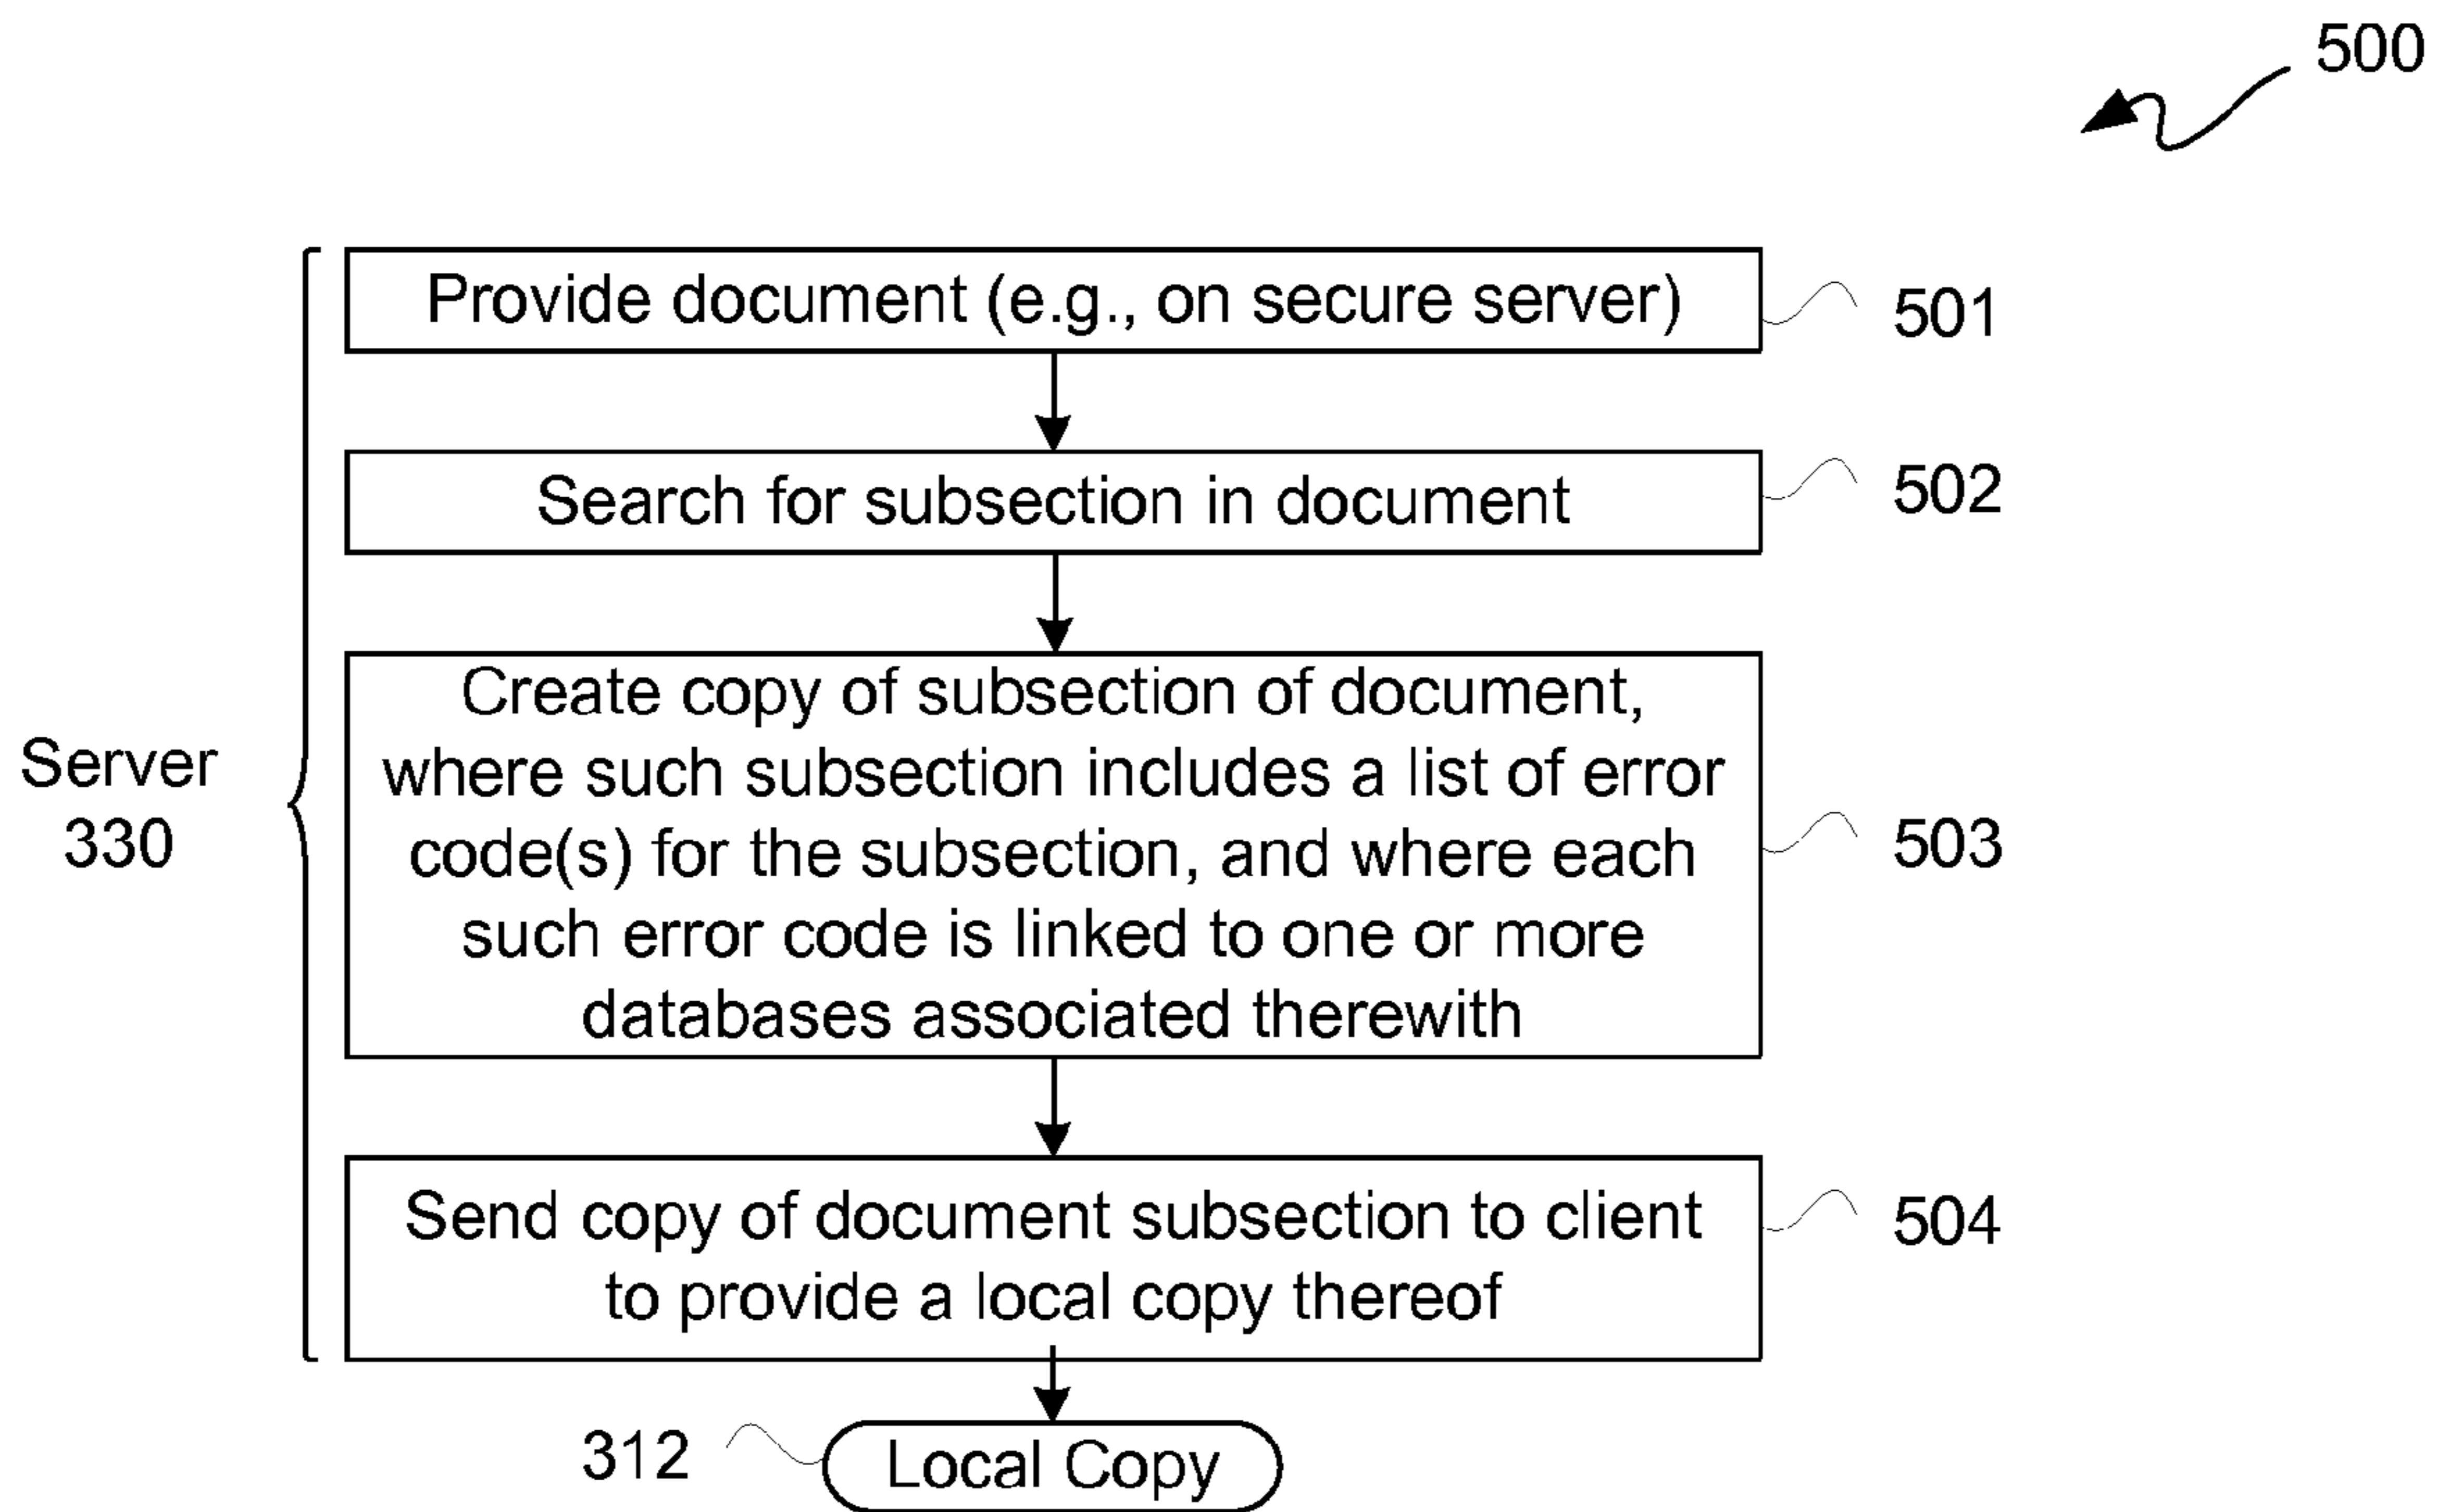 500
Provide document (e.g., on secure server)
501
Search for subsection in document
502
Server
330
Create copy of subsection of document,
where such subsection includes a list of error
code(s) for the subsection, and where each
such error code is linked to one or more
databases associated therewith
503
Send copy of document subsection to client
to provide a local copy thereof
504
312
Local Copy